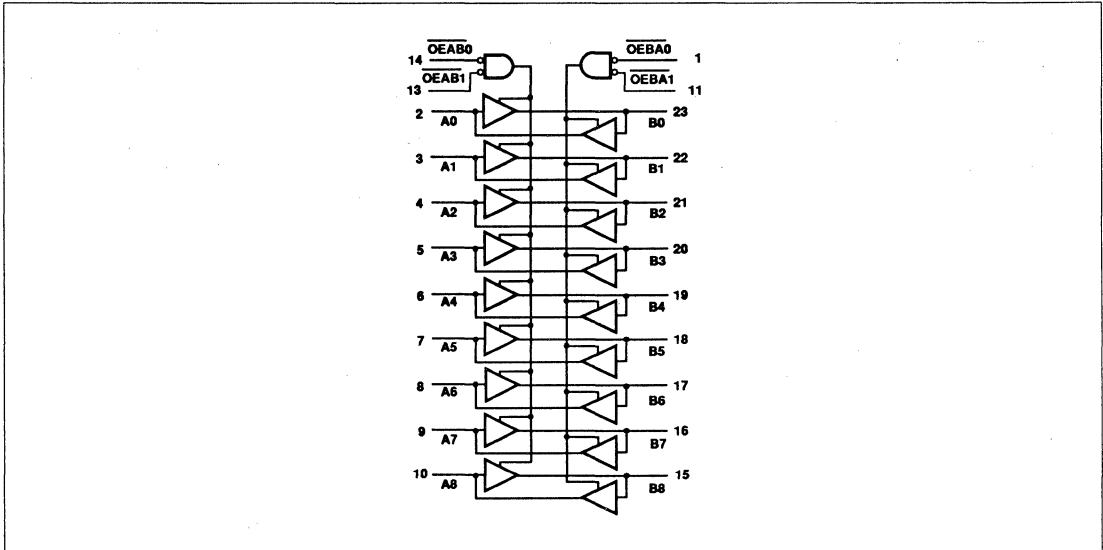 OEAB0 OEBA0
14 1
OEAB1 OEBA1
13 11
2 A0 B0 23
3 A1 B1 22
4 A2 B2 21
5 A3 B3 20
6 A4 B4 19
7 A5 B5 18
8 A6 B6 17
9 A7 B7 16
10 A8 B8 15